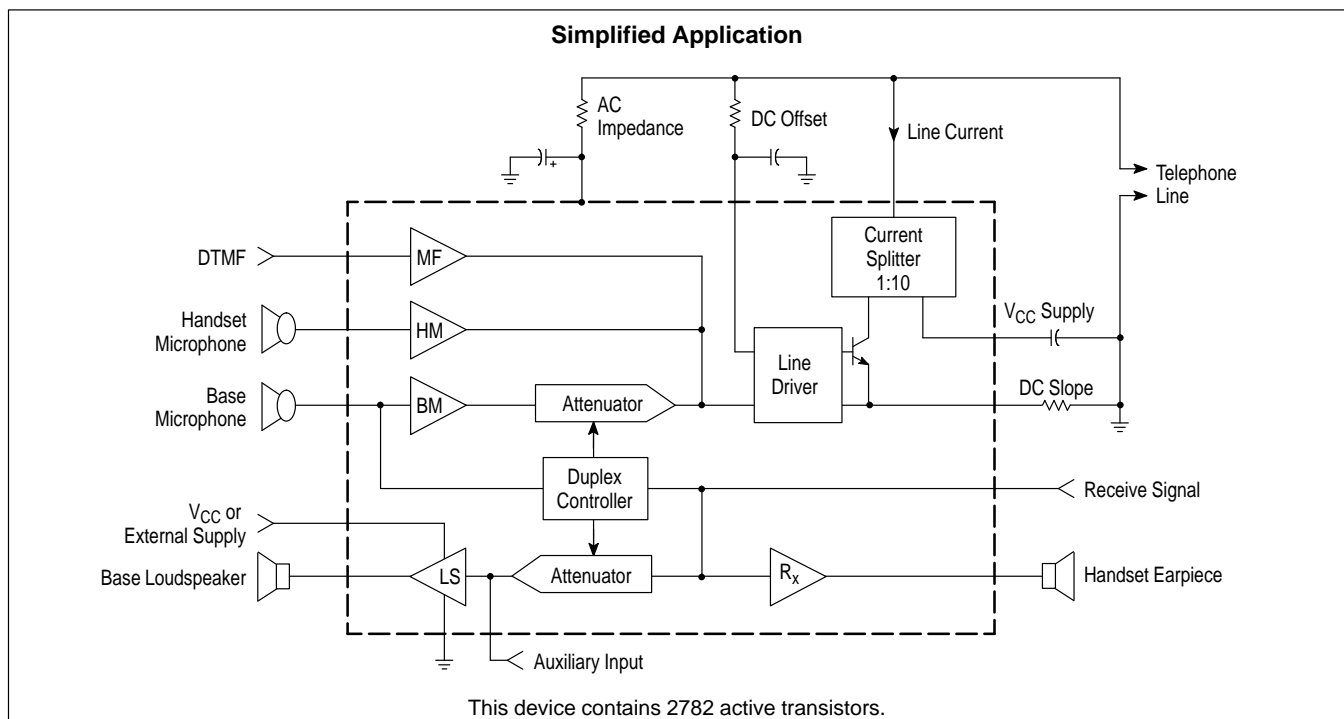 Simplified Application
AC
Impedance
DC Offset
Line Current
+
Telephone
Line
DTMF
MF
Current
Splitter
1:10
Handset
Microphone
HM
VCC Supply
Base
Microphone
BM
Attenuator
Line
Driver
DC Slope
Duplex
Controller
Receive Signal
VCC or
External Supply
Base Loudspeaker
LS
Attenuator
Rx
Handset Earpiece
Auxiliary Input
This device contains 2782 active transistors.